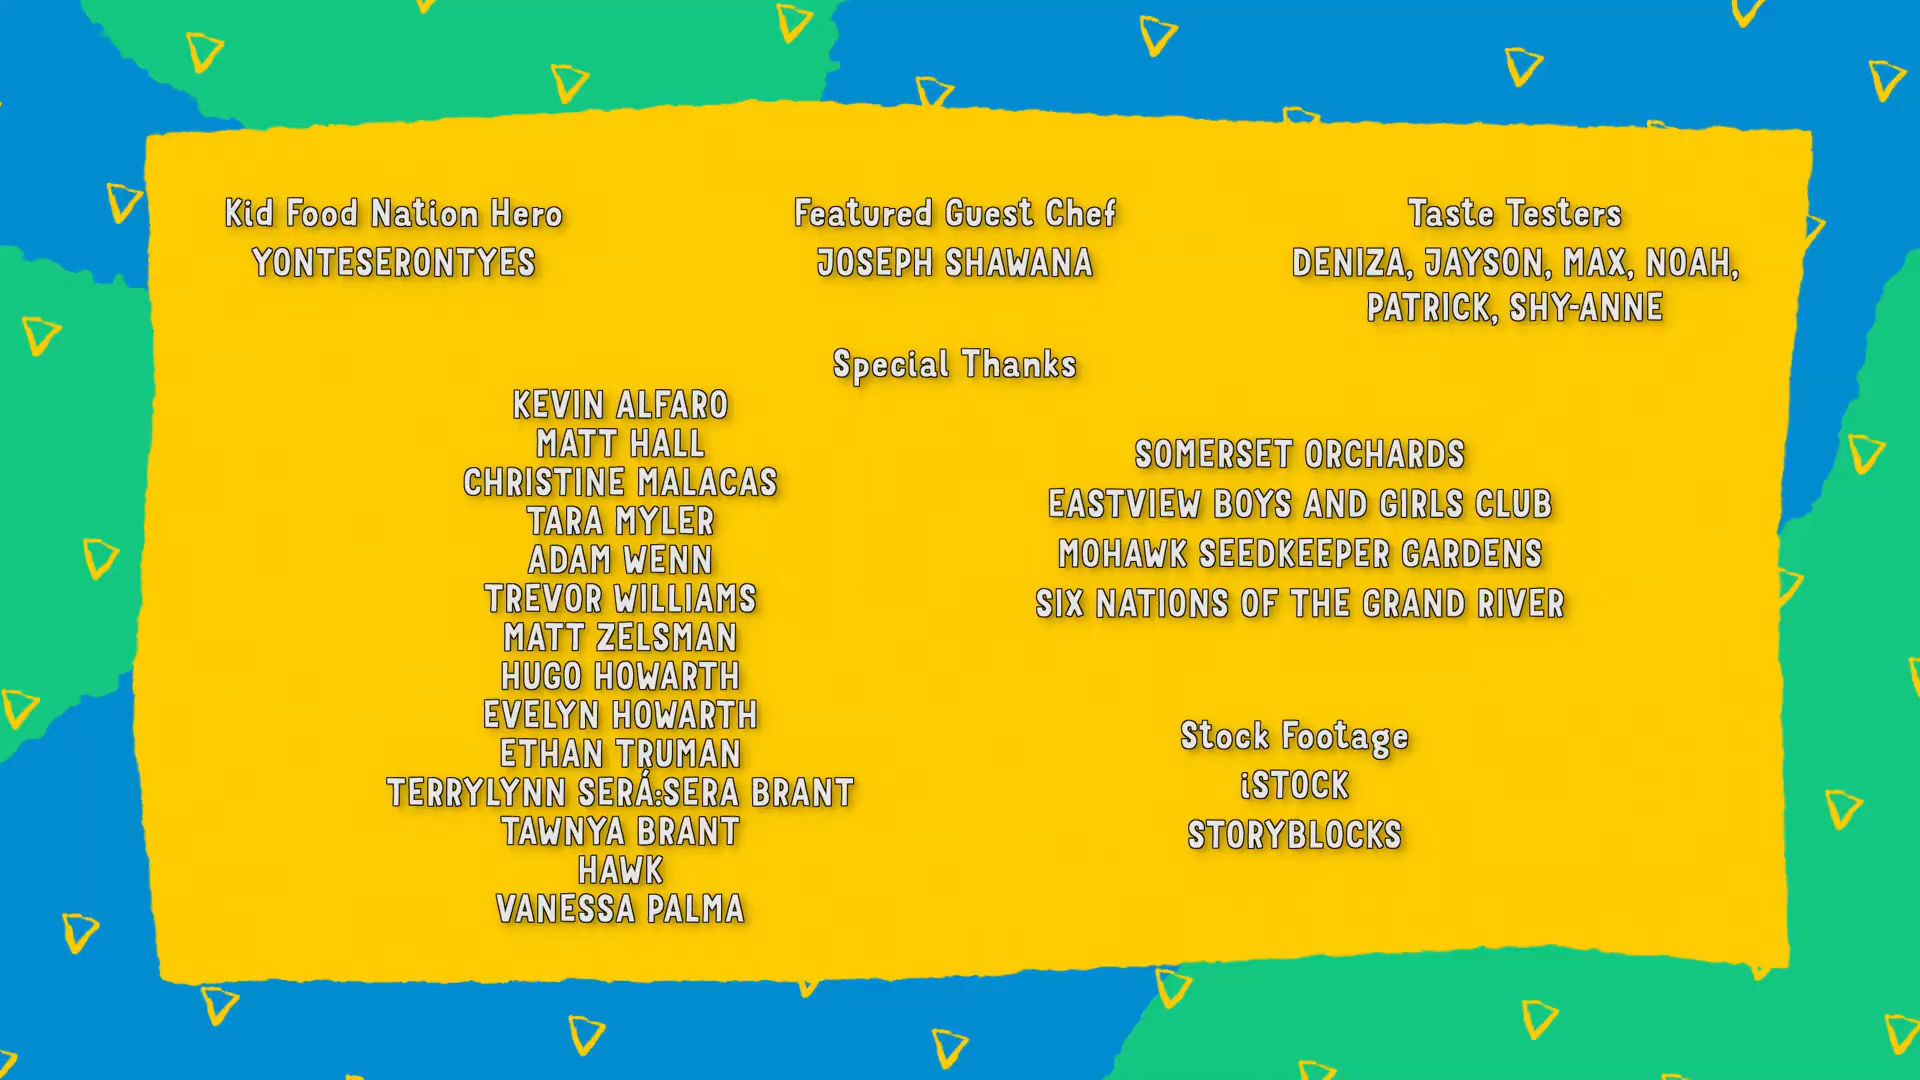 Kid Food Nation Hero
YONTESERONTYES
Featured Guest Chef
JOSEPH SHAWANA
Taste Testers
DENIZA, JAYSON, MAX, NOAH,
PATRICK, SHY-ANNE
Special Thanks
KEVIN ALFARO
MATT HALL
CHRISTINE MALACAS
TARA MYLER
ADAM WENN
TREVOR WILLIAMS
MATT ZELSMAN
HUGO HOWARTH
EVELYN HOWARTH
ETHAN TRUMAN
TERRYLYNN SERÁ:SERA BRANT
TAWNYA BRANT
HAWK
VANESSA PALMA
SOMERSET ORCHARDS
EASTVIEW BOYS AND GIRLS CLUB
MOHAWK SEEDKEEPER GARDENS
SIX NATIONS OF THE GRAND RIVER
Stock Footage
iSTOCK
STORYBLOCKS